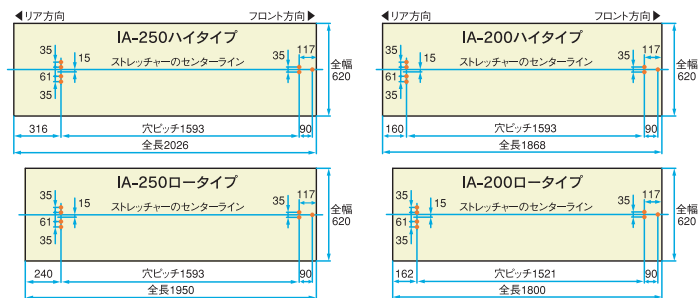 ◀リア方向 フロント方向▶
IA-250ハイタイプ
ストレッチャーのセンターライン
35
15
61
35
35
117
全幅
620
316
穴ピッチ1593
90
全長2026
◀リア方向 フロント方向▶
IA-200ハイタイプ
ストレッチャーのセンターライン
35
15
61
35
35
117
全幅
620
160
穴ピッチ1593
90
全長1868
IA-250ロータイプ
ストレッチャーのセンターライン
35
15
61
35
35
117
全幅
620
240
穴ピッチ1593
90
全長1950
IA-200ロータイプ
ストレッチャーのセンターライン
35
15
61
35
35
117
全幅
620
162
穴ピッチ1521
90
全長1800